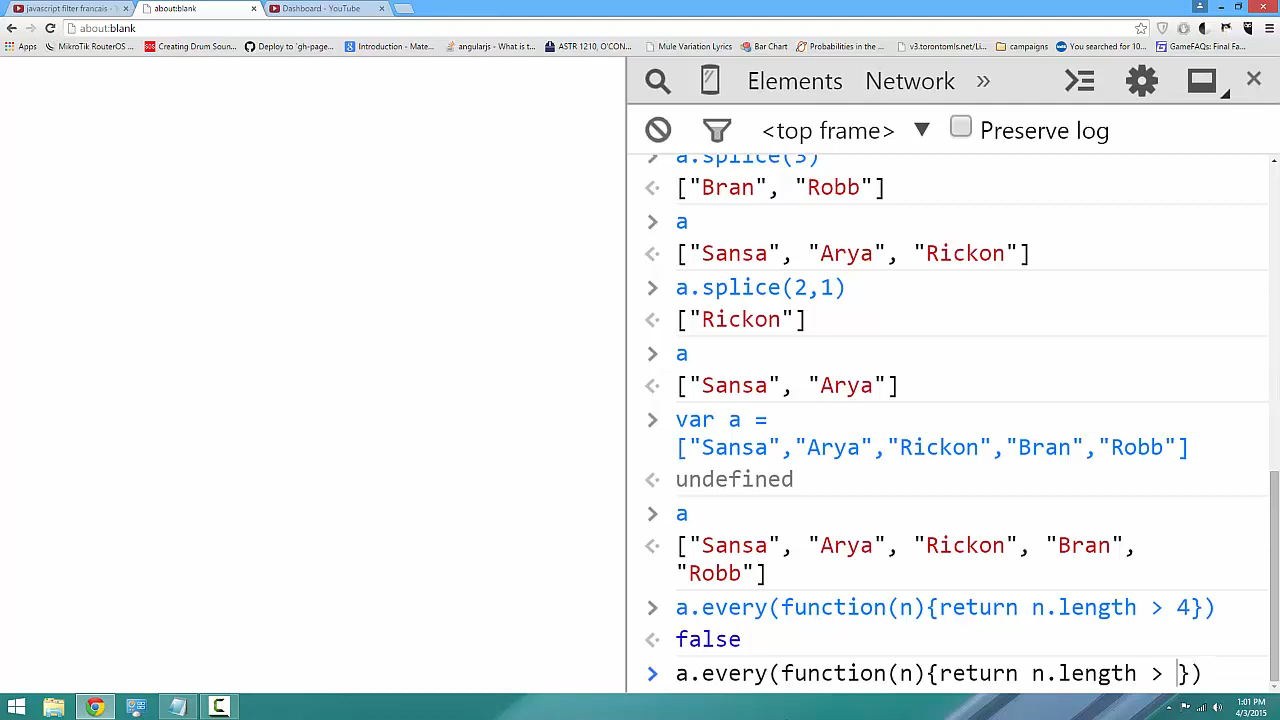 javascript filter francais - Y
about:blank
Dashboard - YouTube
about:blank
Apps
MikroTik RouterOS ...
SOS
Creating Drum Soun...
Deploy to 'gh-page...
Introduction - Mate...
angularjs - What is t...
ASTR 1210, O'CON...
Mule Variation Lyrics
Bar Chart
Probabilities in the...
v3.torontomls.net/Li...
campaigns
You searched for 10...
GameFAQs: Final Fa...
Elements Network »
<top frame> ▼ Preserve log
> a.splice(3)
["Bran", "Robb"]
> a
["Sansa", "Arya", "Rickon"]
> a.splice(2,1)
["Rickon"]
> a
["Sansa", "Arya"]
> var a =
["Sansa","Arya","Rickon","Bran","Robb"]
undefined
> a
["Sansa", "Arya", "Rickon", "Bran",
"Robb"]
> a.every(function(n){return n.length > 4})
false
> a.every(function(n){return n.length > })
1:01 PM
4/3/2015